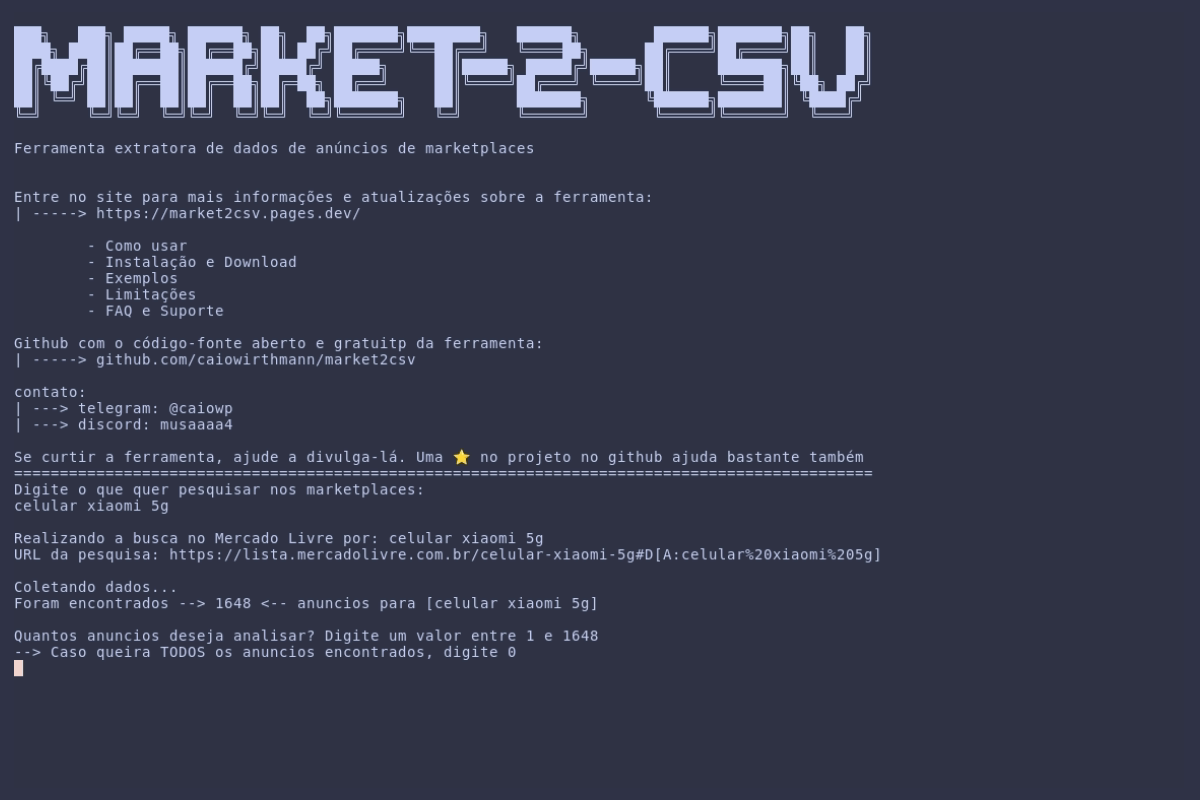 MARKET-2-CSV
Ferramenta extratora de dados de anúncios de marketplaces
Entre no site para mais informações e atualizações sobre a ferramenta:
| -----> https://market2csv.pages.dev/
- Como usar
- Instalação e Download
- Exemplos
- Limitações
- FAQ e Suporte
Github com o código-fonte aberto e gratuitp da ferramenta:
| -----> github.com/caiowirthmann/market2csv
contato:
| ---> telegram: @caiowp
| ---> discord: musaaaa4
Se curtir a ferramenta, ajude a divulga-lá. Uma ⭐ no projeto no github ajuda bastante também
==============================================================================================
Digite o que quer pesquisar nos marketplaces:
celular xiaomi 5g
Realizando a busca no Mercado Livre por: celular xiaomi 5g
URL da pesquisa: https://lista.mercadolivre.com.br/celular-xiaomi-5g#D[A:celular%20xiaomi%205g]
Coletando dados...
Foram encontrados --> 1648 <-- anuncios para [celular xiaomi 5g]
Quantos anuncios deseja analisar? Digite um valor entre 1 e 1648
--> Caso queira TODOS os anuncios encontrados, digite 0